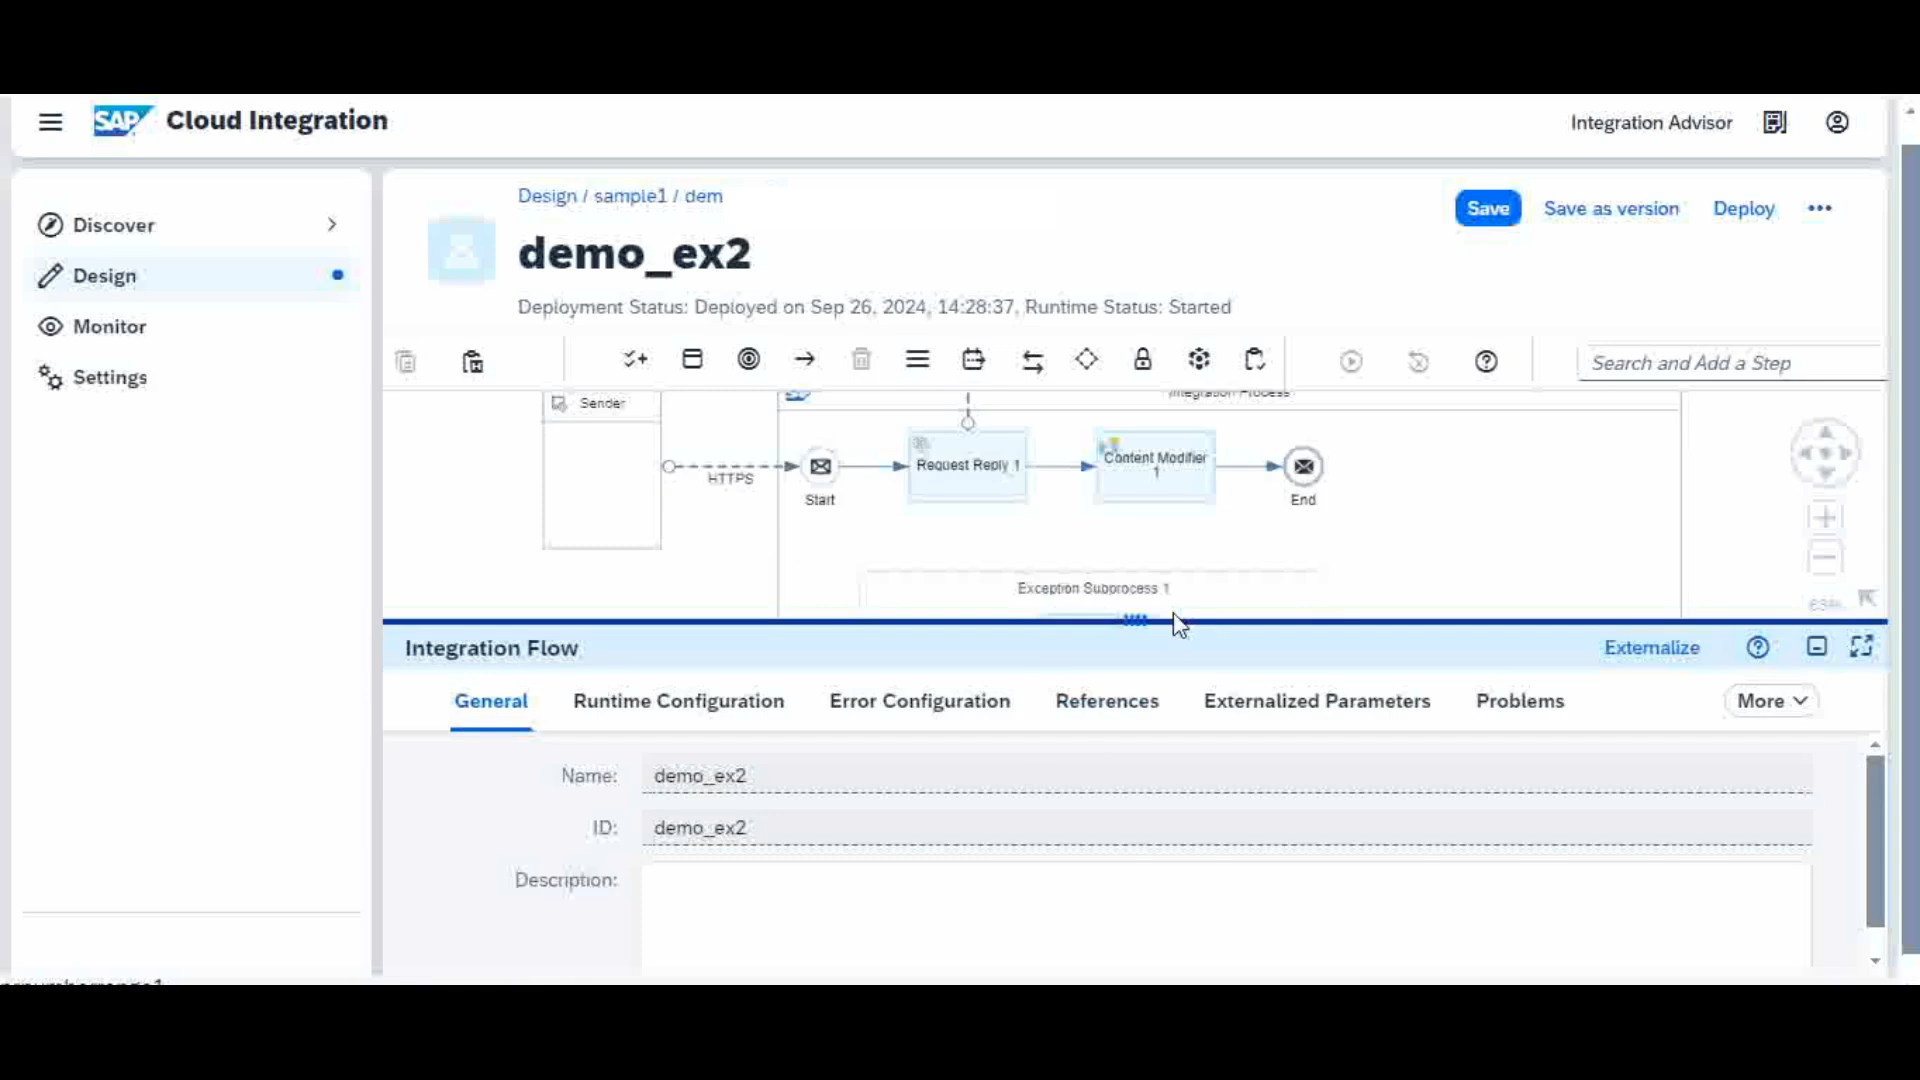 SAP Cloud Integration
Integration Advisor
Discover
Design
Monitor
Settings
Design / sample1 / dem
Save
Save as version
Deploy
demo_ex2
Deployment Status: Deployed on Sep 26, 2024, 14:28:37, Runtime Status: Started
Search and Add a Step
Sender
Integration Process
HTTPS
Start
Request Reply 1
Content Modifier
1
End
Exception Subprocess 1
Integration Flow
Externalize
General
Runtime Configuration
Error Configuration
References
Externalized Parameters
Problems
More
Name:
demo_ex2
ID:
demo_ex2
Description: